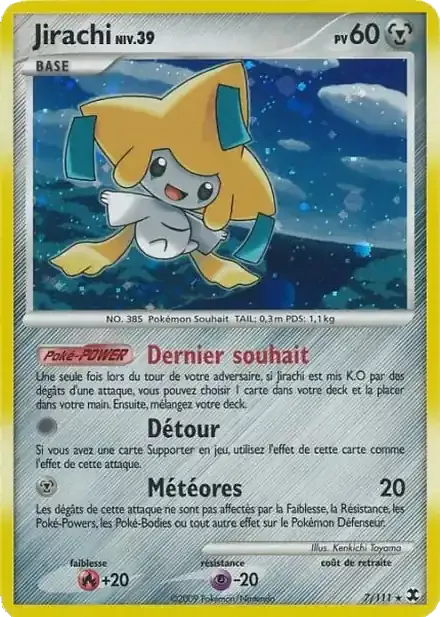 Jirachi NIV.39 PV 60
BASE
NO. 385 Pokémon Souhait TAIL: 0,3 m PDS: 1,1 kg
Poké-POWER Dernier souhait
Une seule fois lors du tour de votre adversaire, si Jirachi est mis K.O par des
dégâts d'une attaque, vous pouvez choisir 1 carte dans votre deck et la placer
dans votre main. Ensuite, mélangez votre deck.
Détour
Si vous avez une carte Supporter en jeu, utilisez l'effet de cette carte comme
l'effet de cette attaque.
Météores 20
Les dégâts de cette attaque ne sont pas affectés par la Faiblesse, la Résistance, les
Poké-Powers, les Poké-Bodies ou tout autre effet sur le Pokémon Défenseur.
Illus. Kenkichi Toyama
faiblesse résistance coût de retraite
+20 -20
©2009 Pokémon/Nintendo 7/111 ★